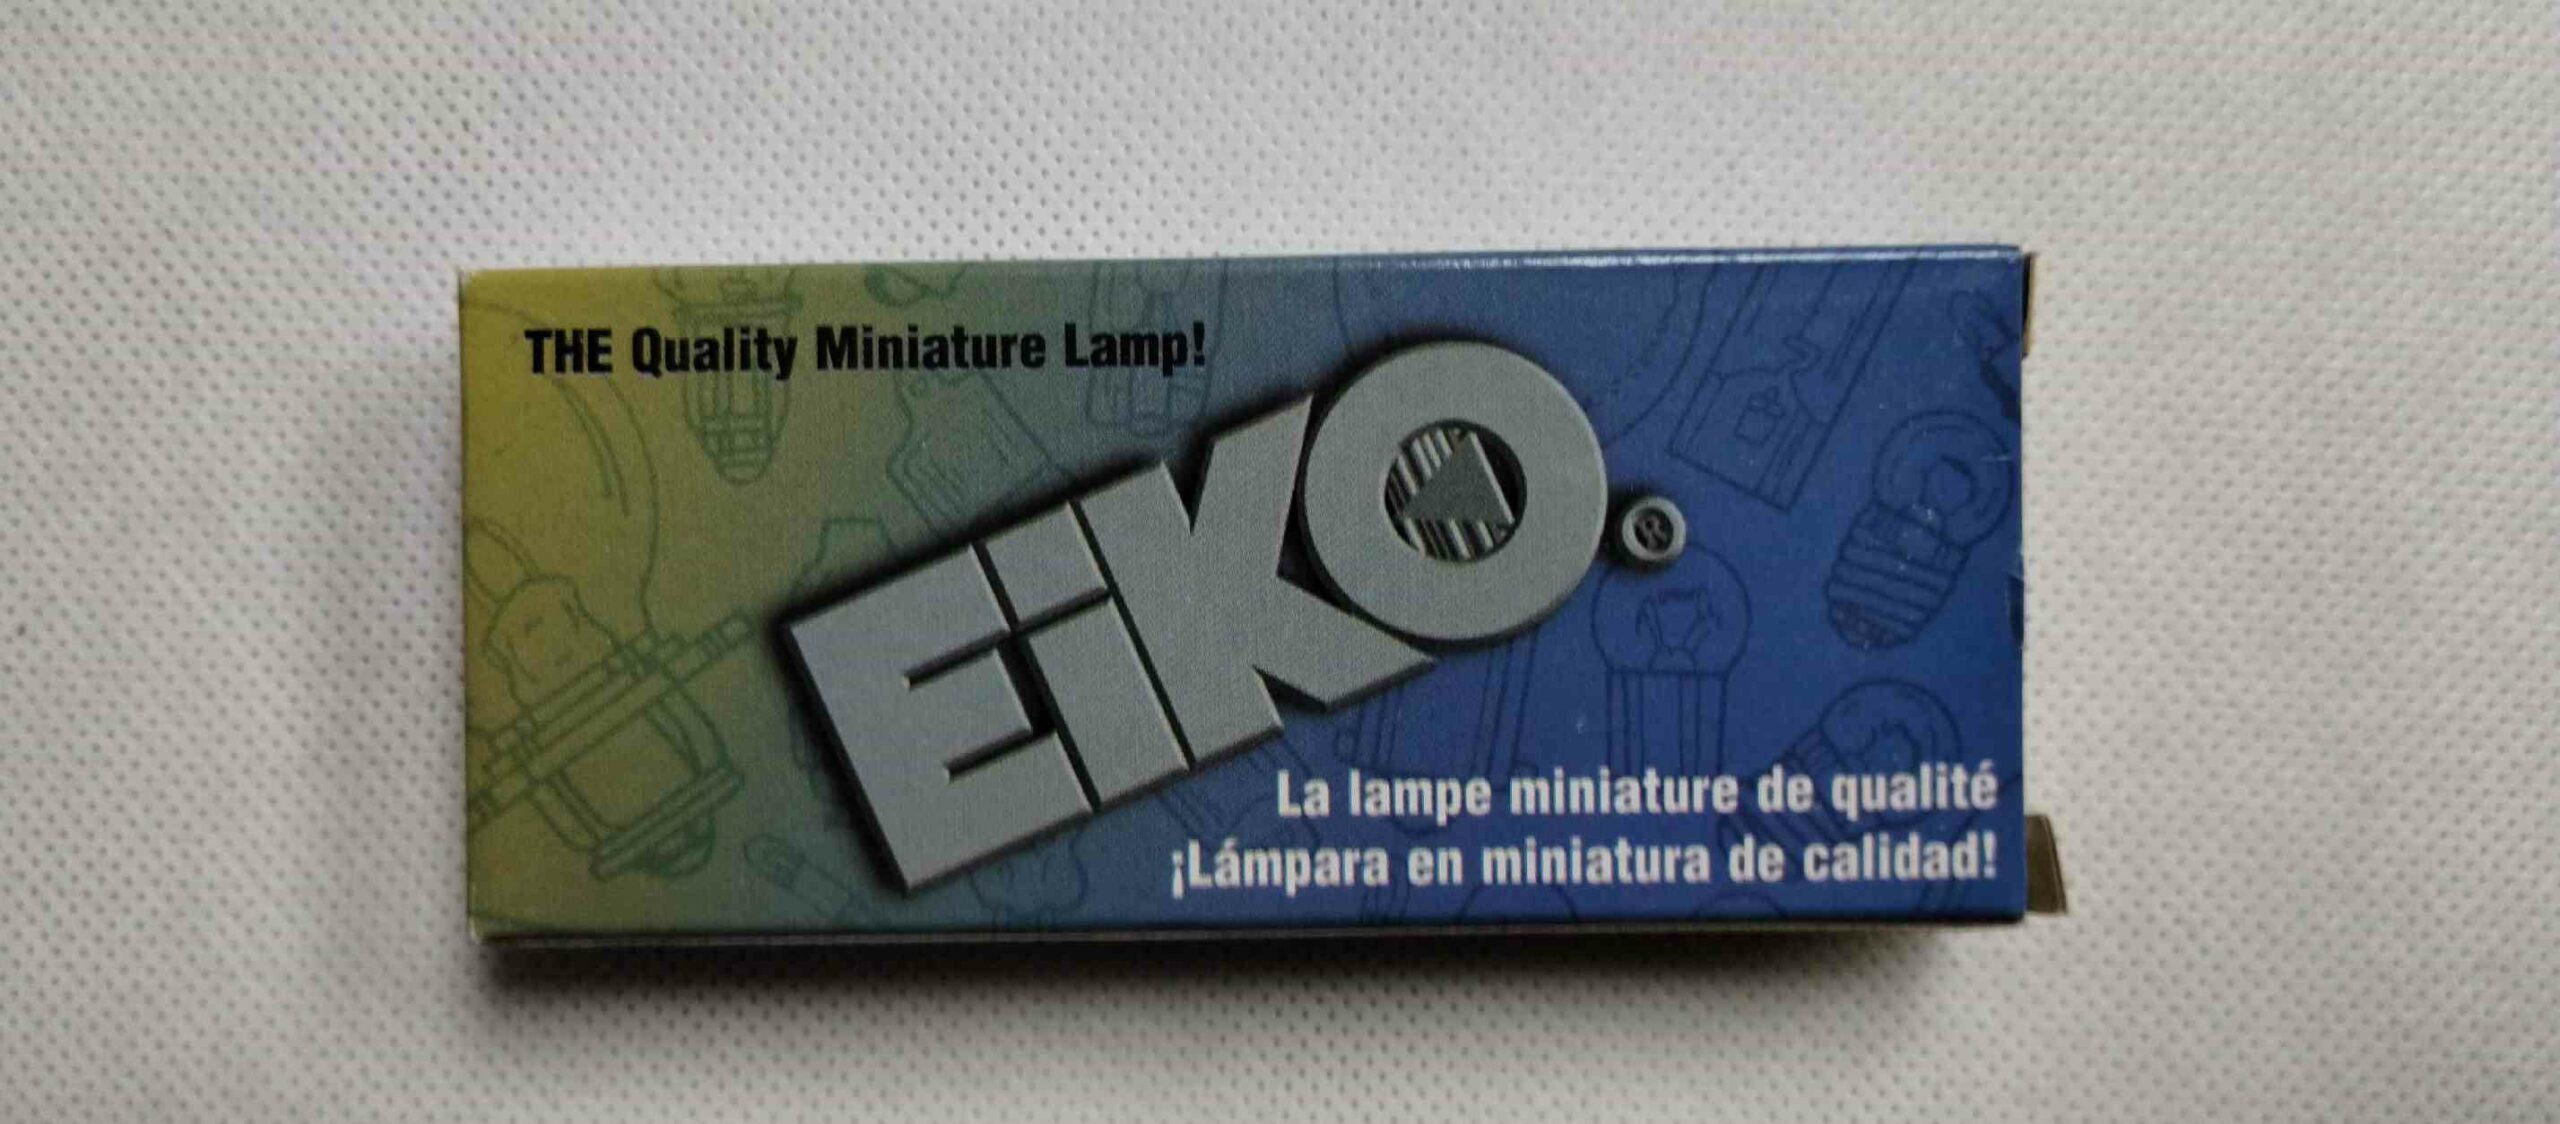 THE Quality Miniature Lamp!
EiKO®
La lampe miniature de qualité
¡Lámpara en miniatura de calidad!